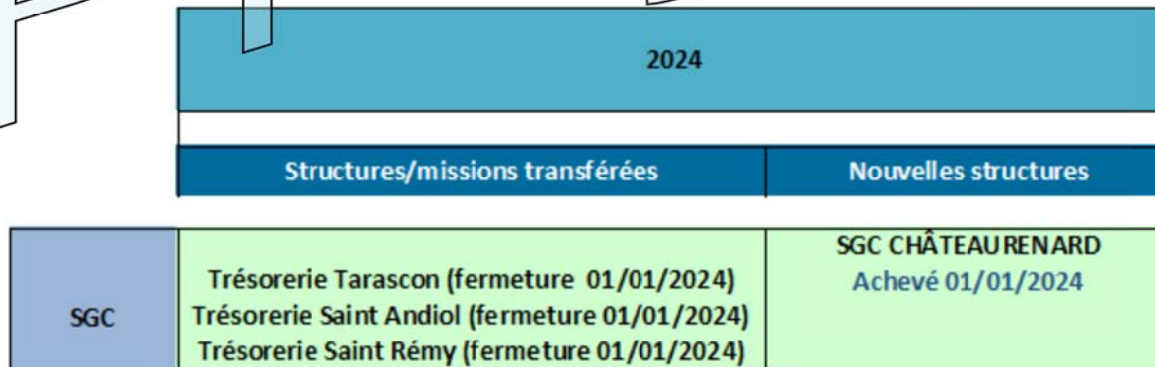 2024
Structures/missions transférées
Nouvelles structures
SGC
Trésorerie Tarascon (fermeture 01/01/2024)
Trésorerie Saint Andiol (fermeture 01/01/2024)
Trésorerie Saint Rémy (fermeture 01/01/2024)
SGC CHÂTEAURENARD
Achevé 01/01/2024